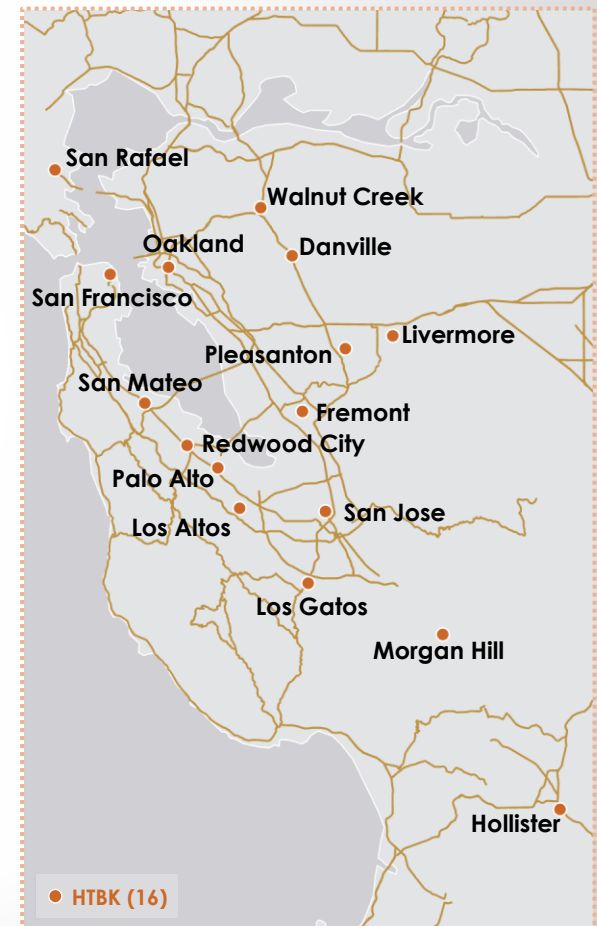 San Rafael
Walnut Creek
Oakland
Danville
San Francisco
Livermore
Pleasanton
San Mateo
Fremont
Redwood City
Palo Alto
San Jose
Los Altos
Los Gatos
Morgan Hill
Hollister
HTBK (16)